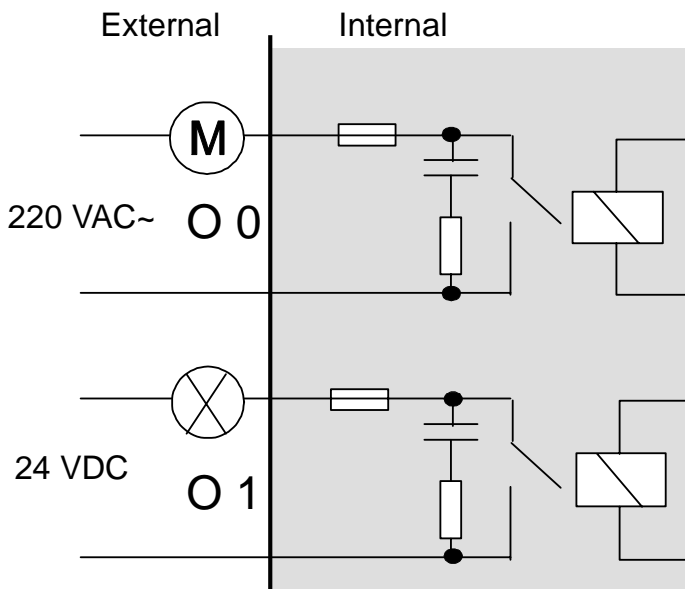 External Internal
M
220 VAC~ O 0
24 VDC
O 1